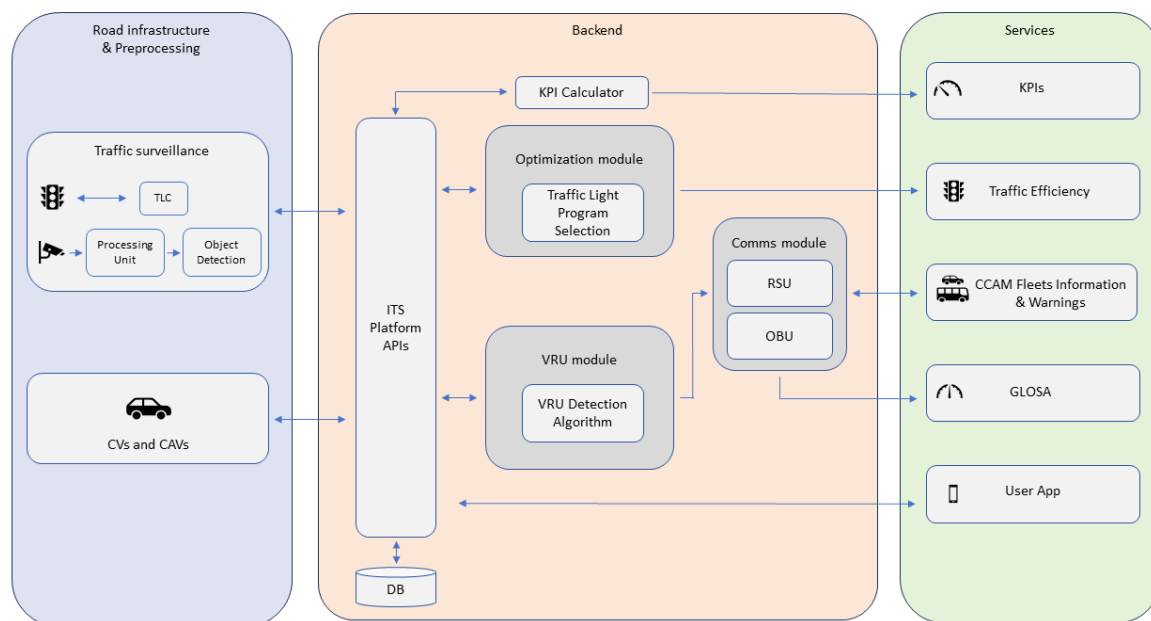 Road infrastructure
& Preprocessing
Traffic surveillance
TLC
Processing
Unit
Object
Detection
CVs and CAVs
Backend
KPI Calculator
ITS
Platform
APIs
Optimization module
Traffic Light
Program
Selection
Comms module
RSU
OBU
VRU module
VRU Detection
Algorithm
DB
Services
KPIs
Traffic Efficiency
CCAM Fleets Information
& Warnings
GLOSA
User App